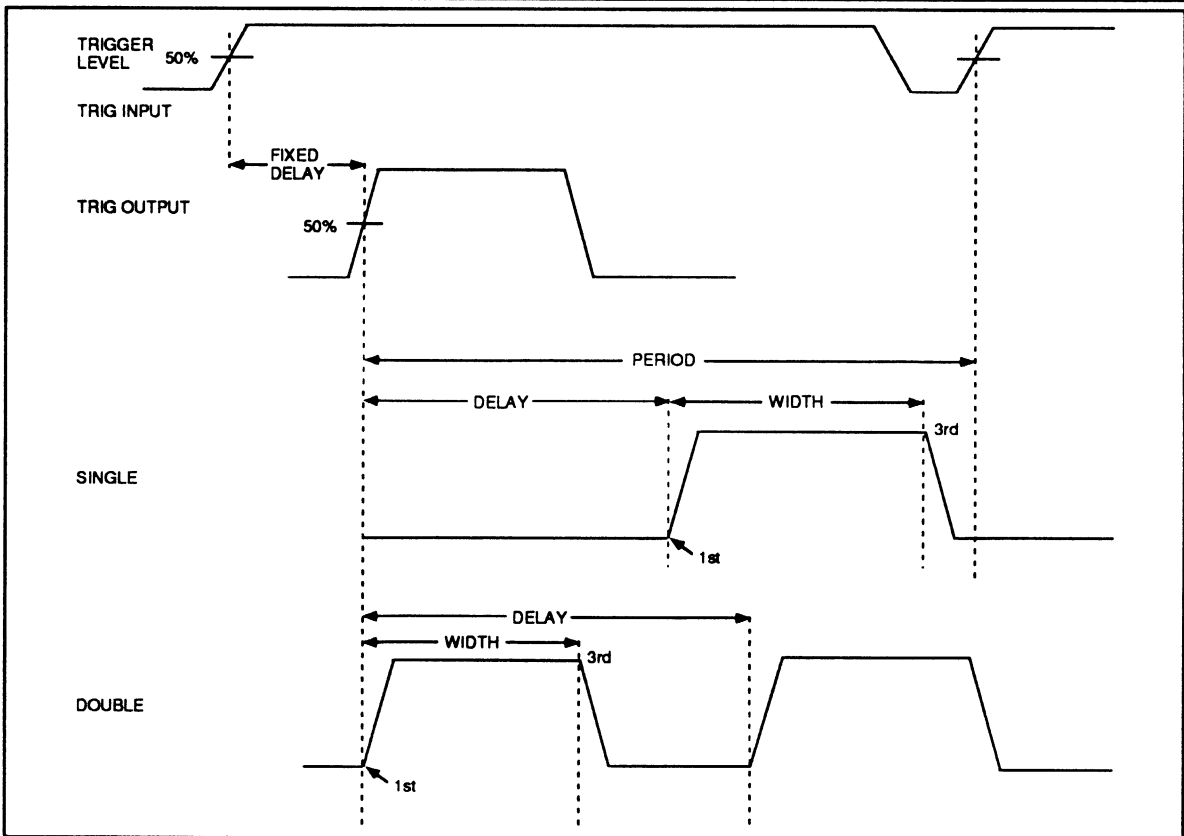 TRIGGER
LEVEL
50%
TRIG INPUT
FIXED
DELAY
TRIG OUTPUT
50%
PERIOD
DELAY
WIDTH
3rd
SINGLE
1st
DELAY
WIDTH
3rd
DOUBLE
1st